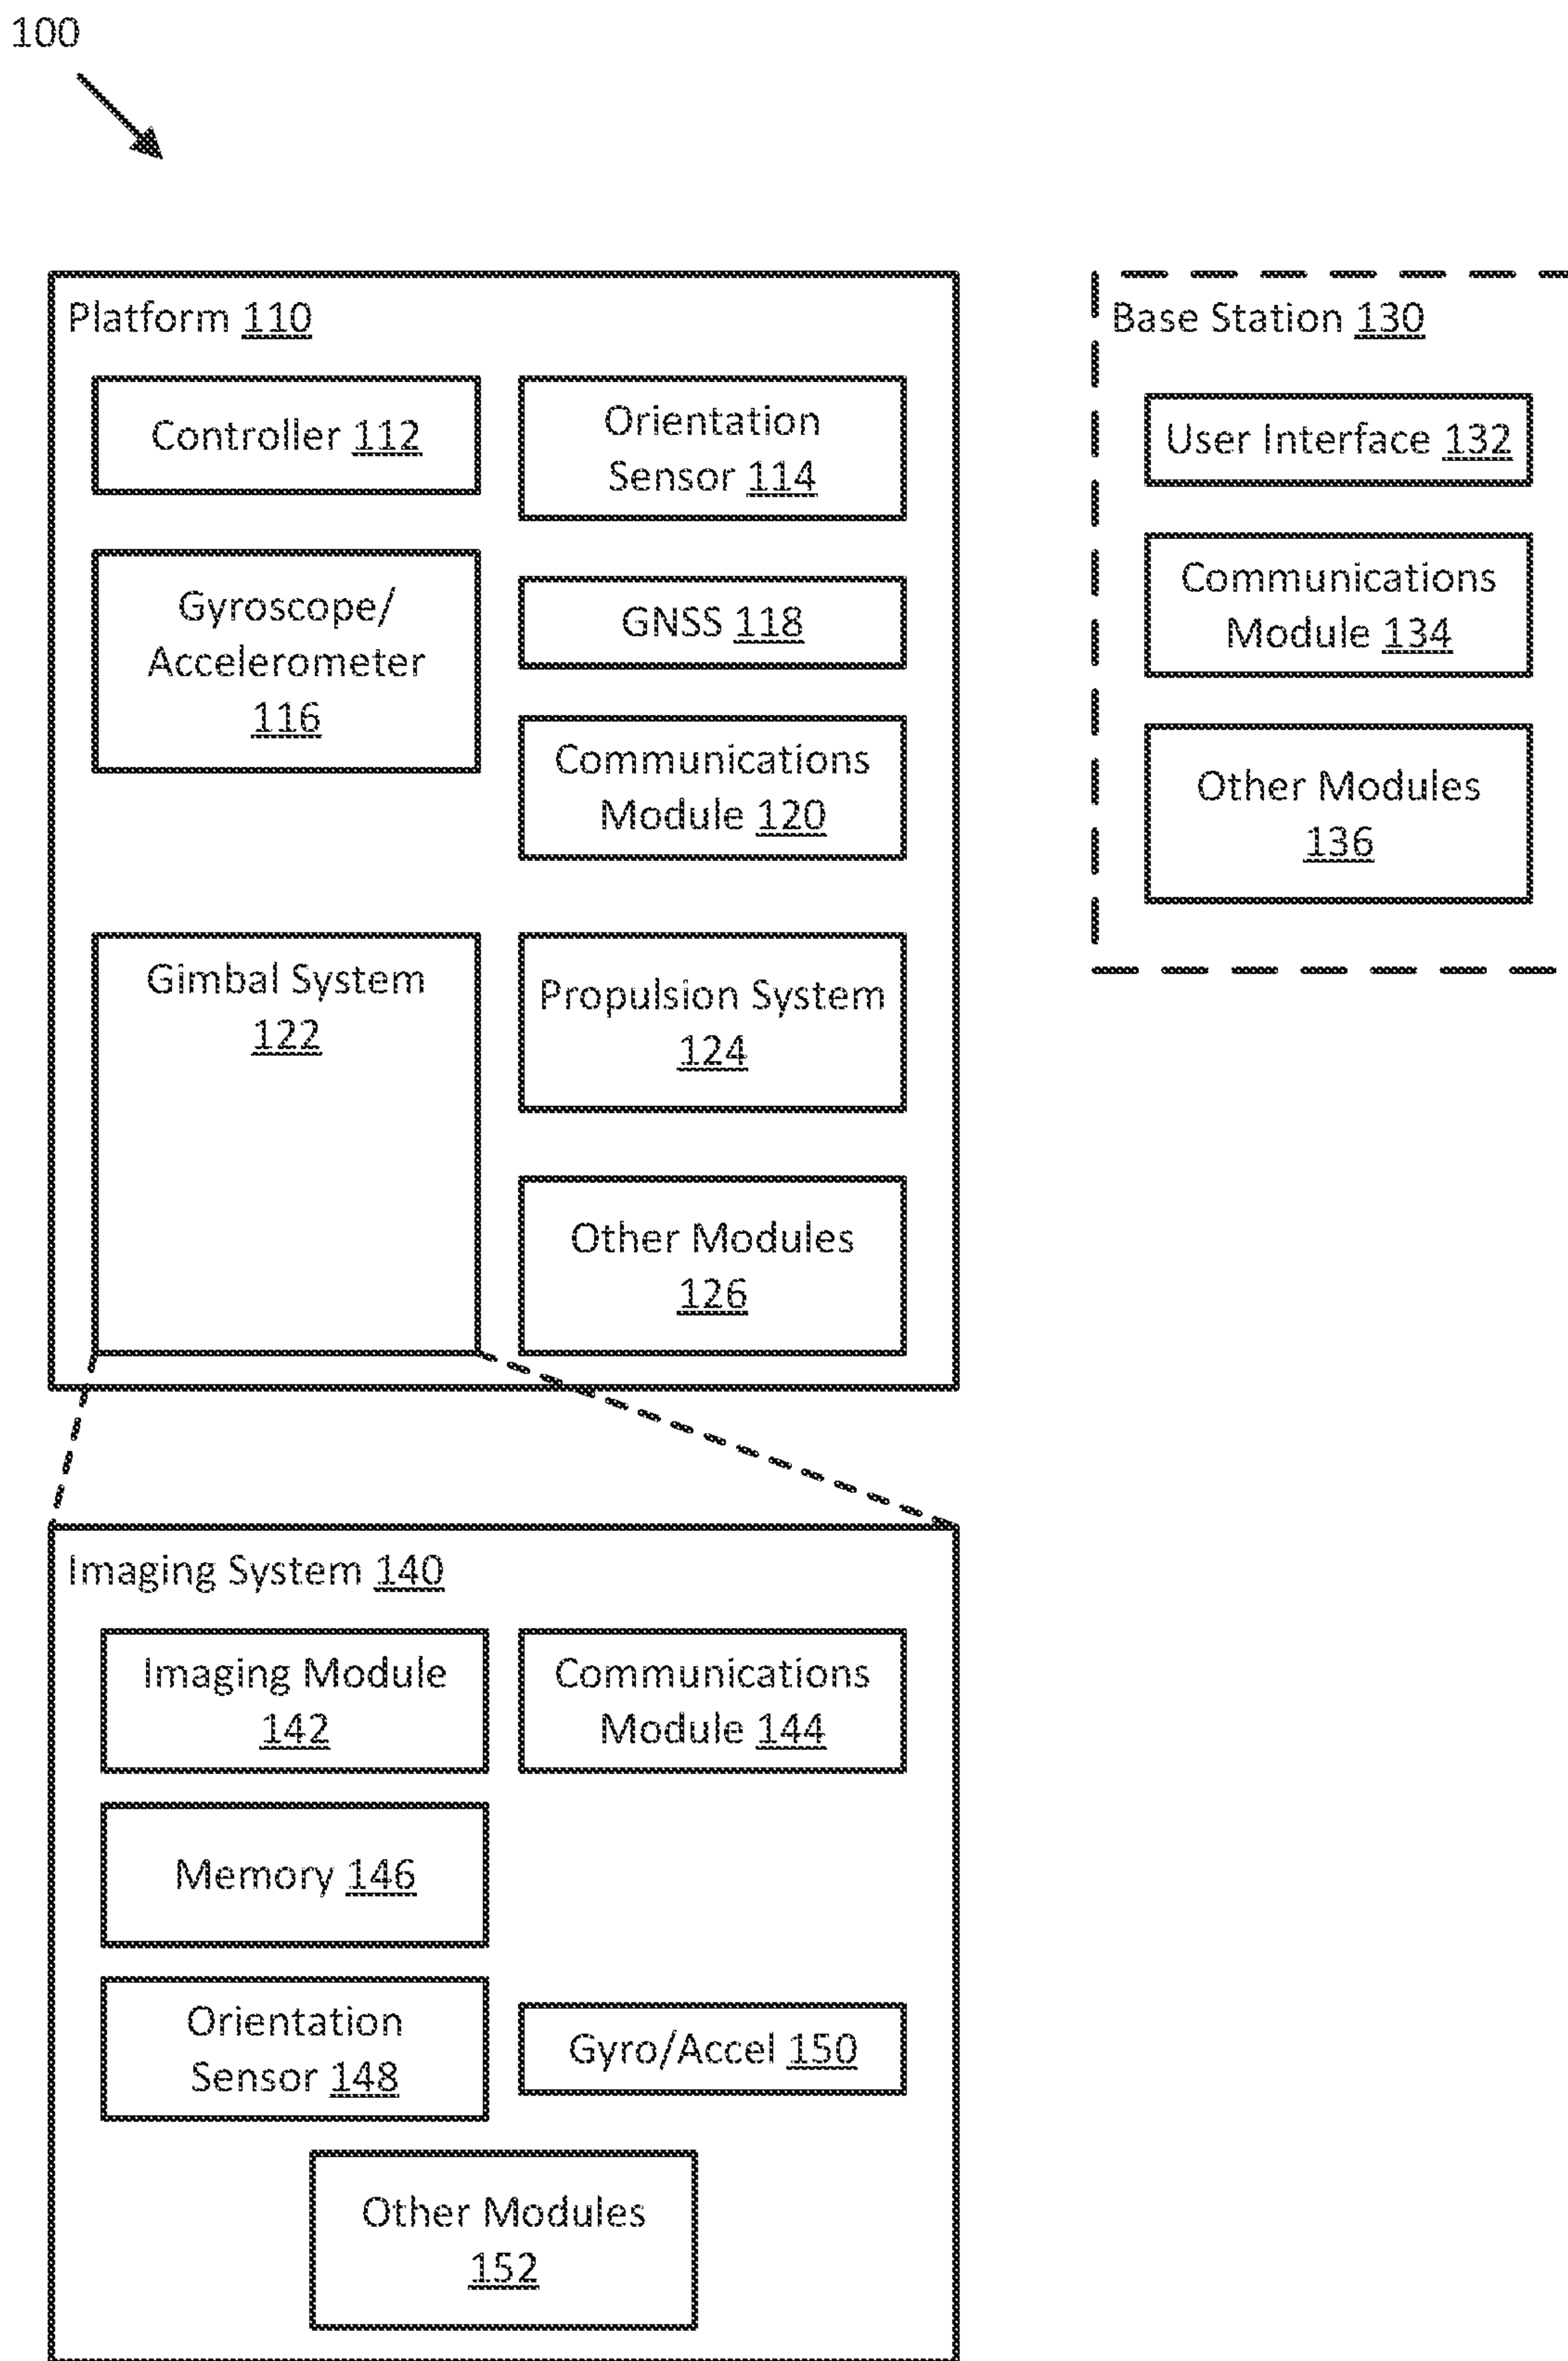 100
Platform 110
Controller 112
Orientation
Sensor 114
Gyroscope/
Accelerometer
116
GNSS 118
Communications
Module 120
Gimbal System
122
Propulsion System
124
Other Modules
126
Base Station 130
User Interface 132
Communications
Module 134
Other Modules
136
Imaging System 140
Imaging Module
142
Communications
Module 144
Memory 146
Orientation
Sensor 148
Gyro/Accel 150
Other Modules
152